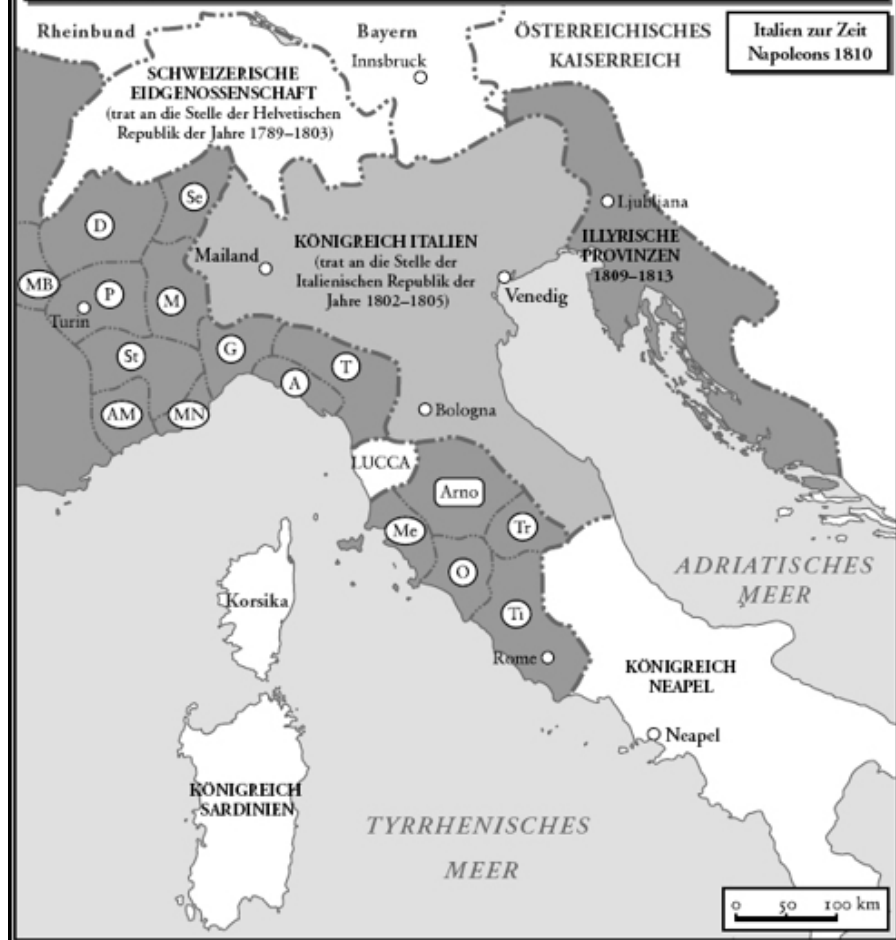 Rheinbund
Bayern
Innsbruck
ÖSTERREICHISCHES
KAISERREICH
Italien zur Zeit
Napoleons 1810
SCHWEIZERISCHE
EIDGENOSSENSCHAFT
(trat an die Stelle der Helvetischen
Republik der Jahre 1789–1803)
Se
D
Ljubljana
Mailand
KÖNIGREICH ITALIEN
(trat an die Stelle der
Italienischen Republik der
Jahre 1802–1805)
ILLYRISCHE
PROVINZEN
1809–1813
MB
P
M
Turin
Venedig
St
G
T
A
AM
MN
Bologna
LUCCA
Arno
Me
Tr
O
Ti
Rome
ADRIATISCHES
MEER
Korsika
KÖNIGREICH
NEAPEL
Neapel
KÖNIGREICH
SARDINIEN
TYRRHENISCHES
MEER
0 50 100 km